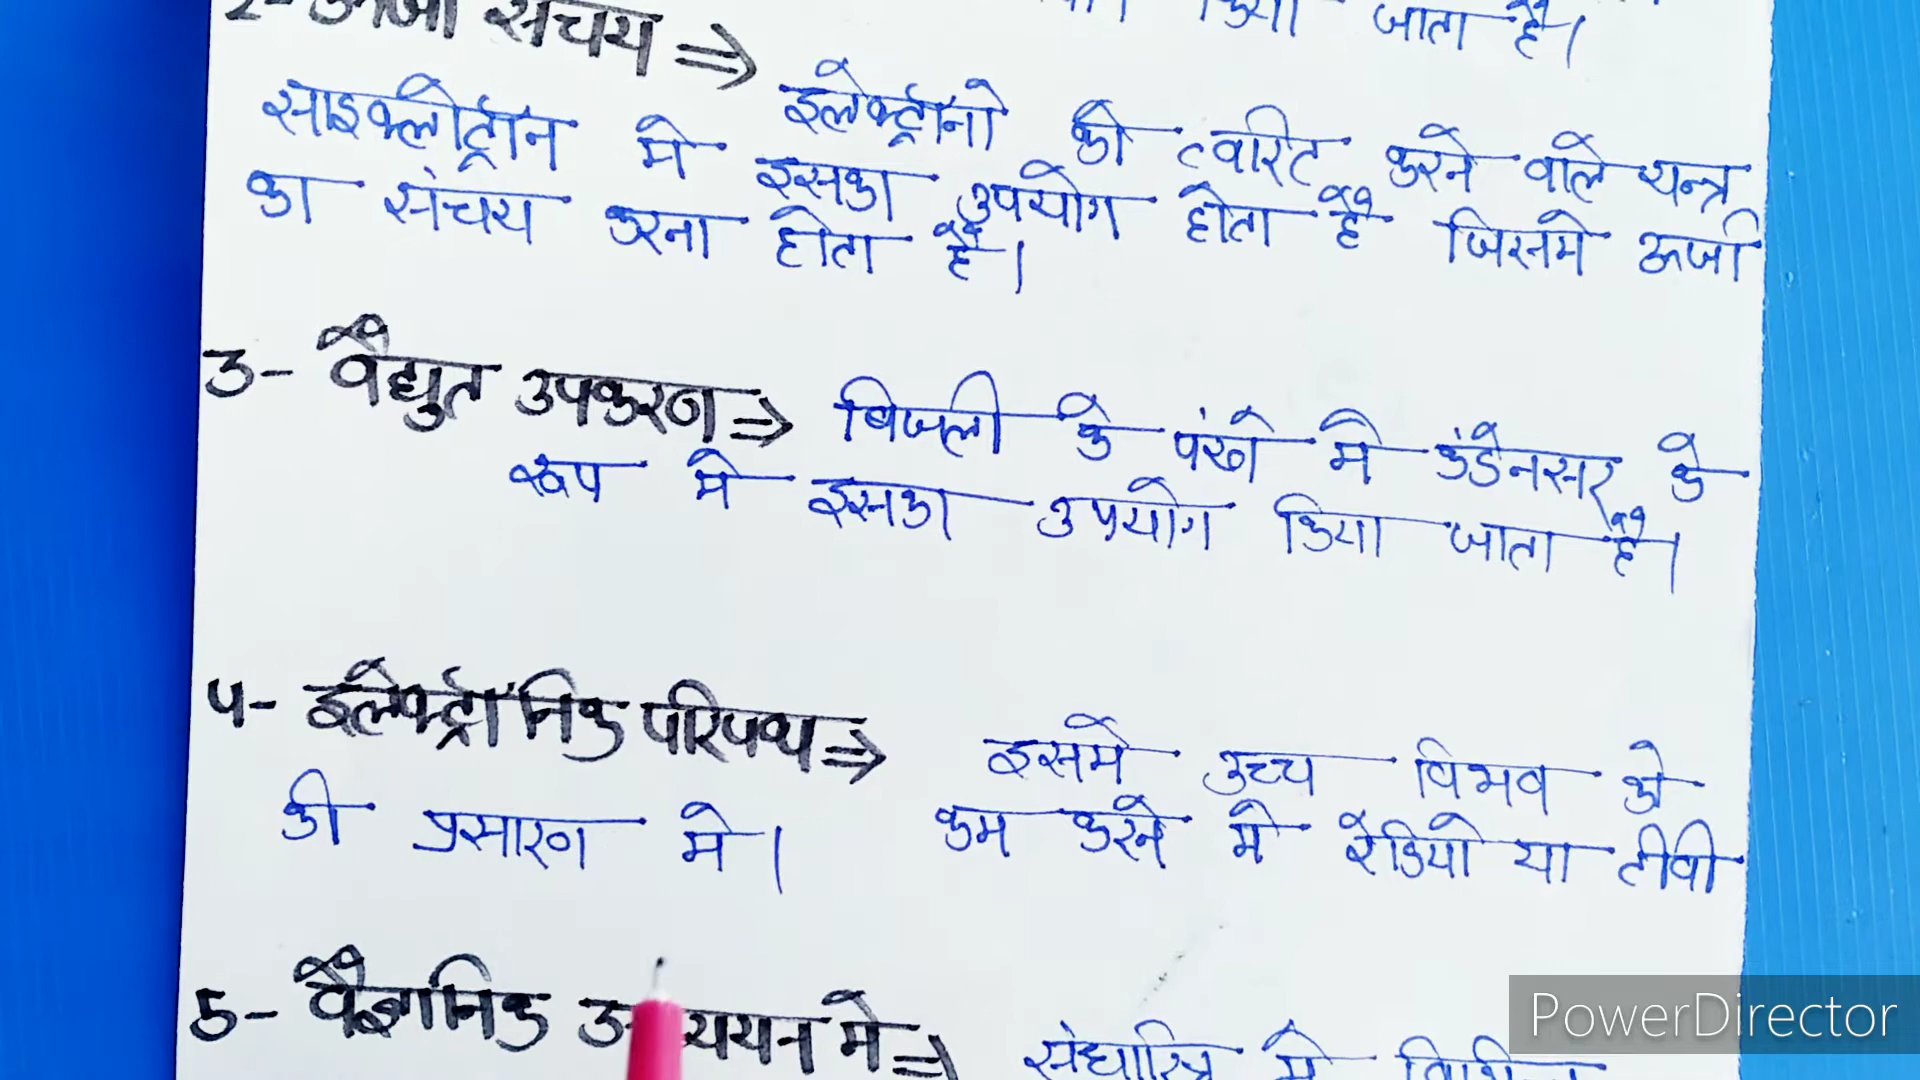 किया जाता है।
2- ऊर्जा संचय ⇒ इलेक्ट्रॉनो को त्वरित करने वाले यन्त्र
साइक्लोट्रॉन मे इसका उपयोग होता है जिसमे ऊर्जा
का संचय करना होता है।
3- वैद्युत उपकरण ⇒ बिजली के पंखो मे कंडेनसर के
रूप मे इसका उपयोग किया जाता है।
4- इलेक्ट्रॉनिक परिपथ ⇒ इसमे उच्च विभव को
कम करने मे रेडियो या टीवी
की प्रसारण मे।
5- वैज्ञानिक अध्ययन मे ⇒ संधारित्र मे
PowerDirector